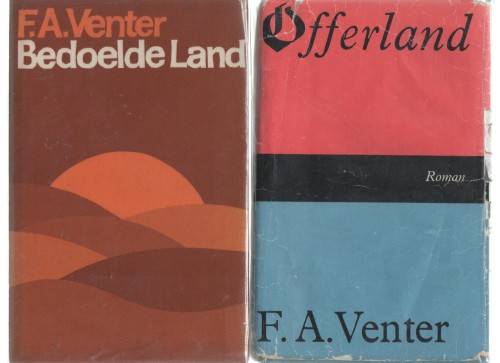 F.A.Venter
Bedoelde Land
Offerland
Roman
F. A. Venter